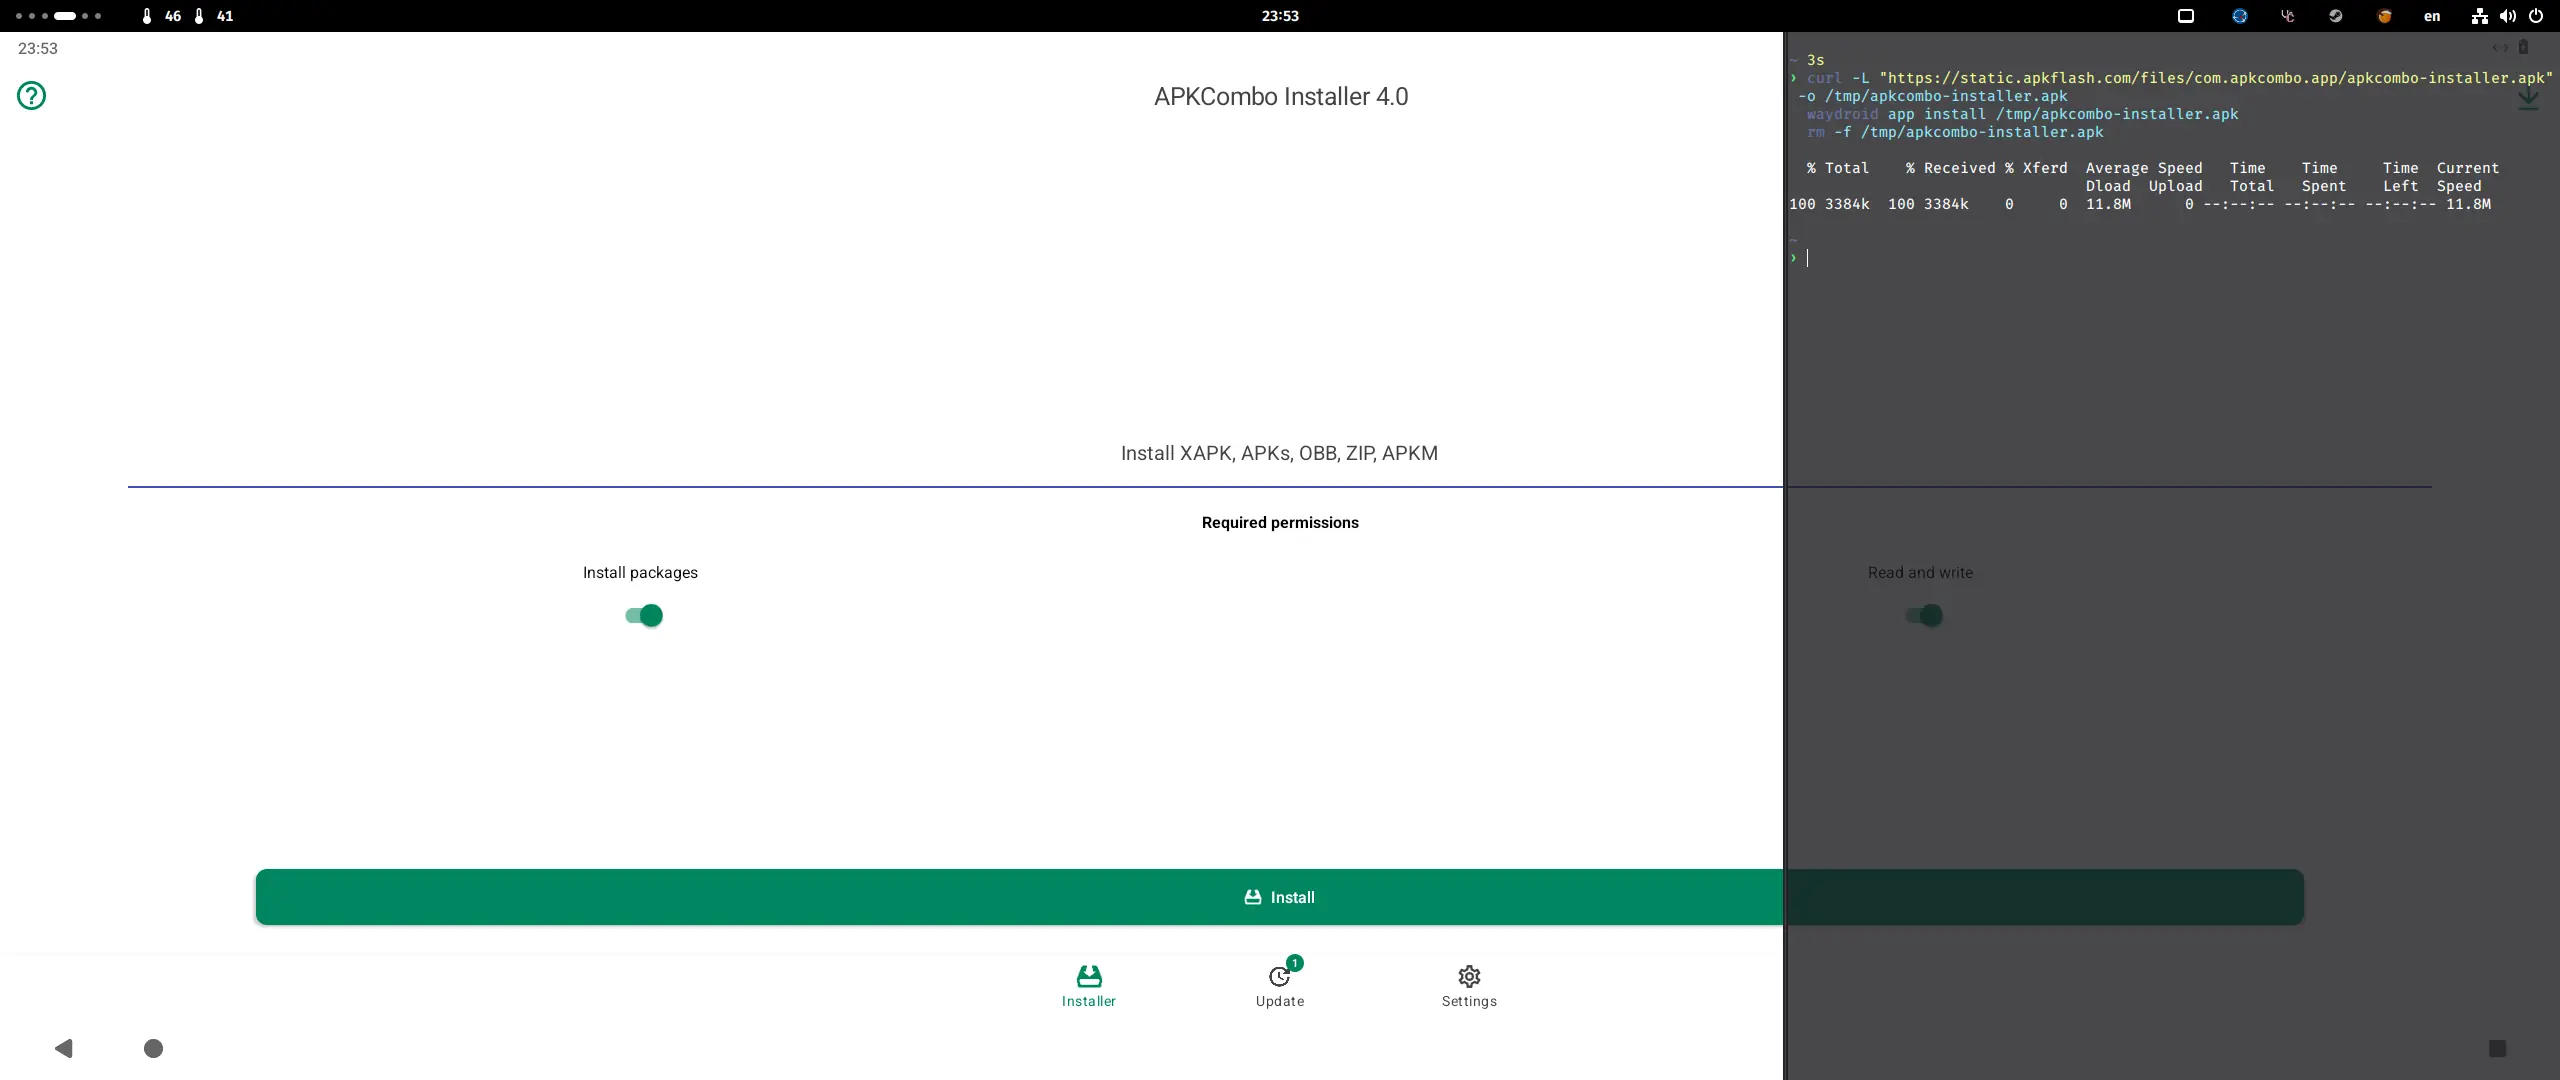 46 41 23:53 en
23:53
APKCombo Installer 4.0
Install XAPK, APKs, OBB, ZIP, APKM
Required permissions
Install packages
Read and write
Install
1
Installer Update Settings
~ 3s
› curl -L "https://static.apkflash.com/files/com.apkcombo.app/apkcombo-installer.apk"
-o /tmp/apkcombo-installer.apk
waydroid app install /tmp/apkcombo-installer.apk
rm -f /tmp/apkcombo-installer.apk
% Total % Received % Xferd Average Speed Time Time Time Current
Dload Upload Total Spent Left Speed
100 3384k 100 3384k 0 0 11.8M 0 --:--:-- --:--:-- --:--:-- 11.8M
~
›